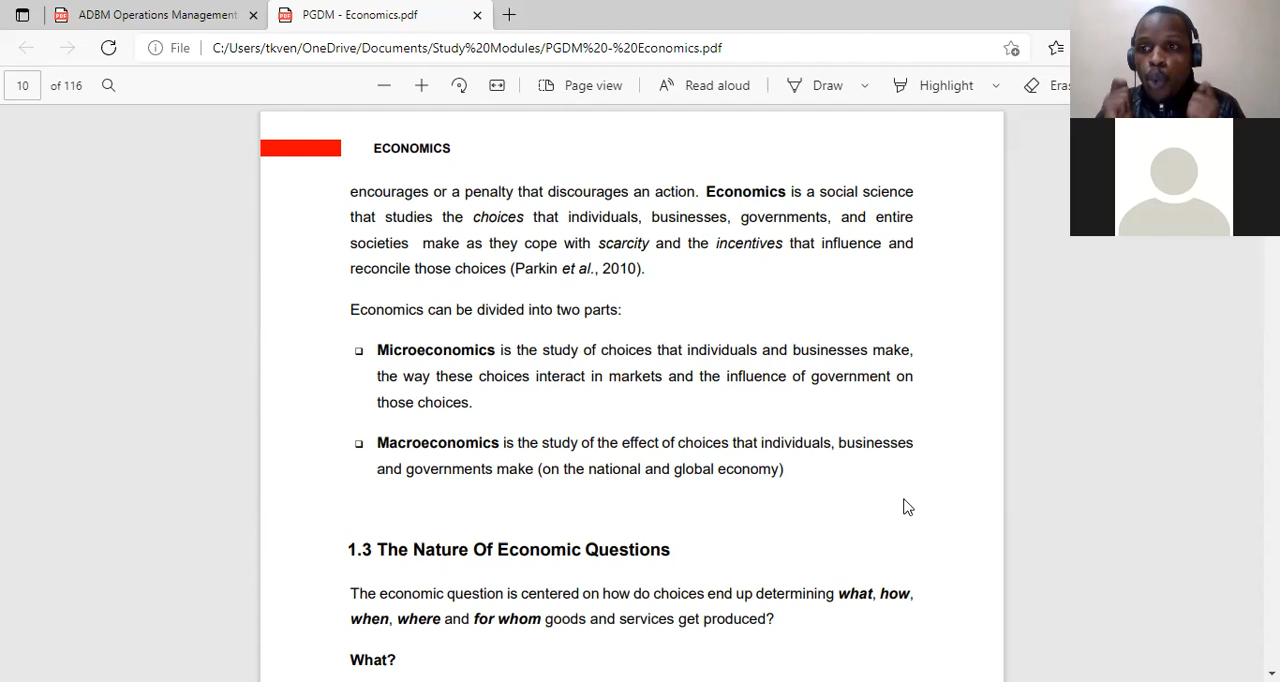 ADBM Operations Management
PGDM - Economics.pdf
File C:/Users/tkven/OneDrive/Documents/Study%20Modules/PGDM%20-%20Economics.pdf
10 of 116 Page view Read aloud Draw Highlight Eras
ECONOMICS
encourages or a penalty that discourages an action. Economics is a social science
that studies the choices that individuals, businesses, governments, and entire
societies make as they cope with scarcity and the incentives that influence and
reconcile those choices (Parkin et al., 2010).
Economics can be divided into two parts:
Microeconomics is the study of choices that individuals and businesses make,
the way these choices interact in markets and the influence of government on
those choices.
Macroeconomics is the study of the effect of choices that individuals, businesses
and governments make (on the national and global economy)
1.3 The Nature Of Economic Questions
The economic question is centered on how do choices end up determining what, how,
when, where and for whom goods and services get produced?
What?